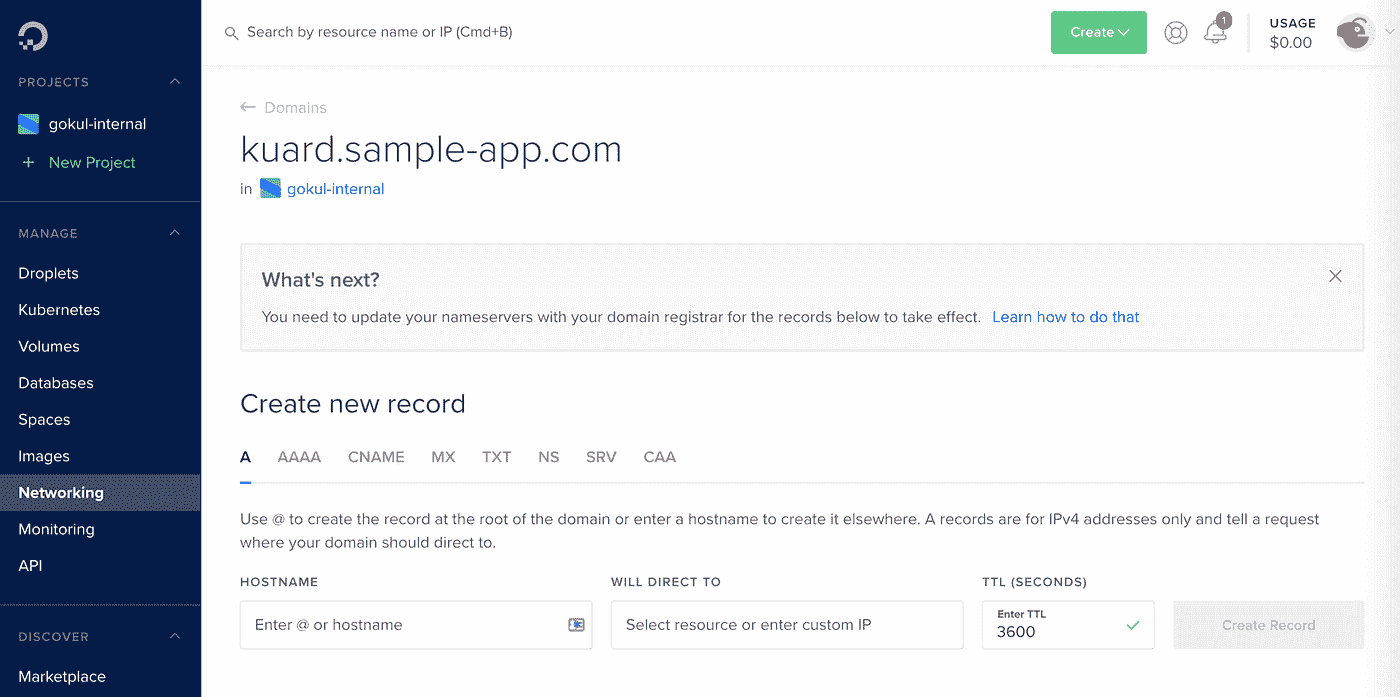 PROJECTS
gokul-internal
+ New Project
MANAGE
Droplets
Kubernetes
Volumes
Databases
Spaces
Images
Networking
Monitoring
API
DISCOVER
Marketplace
Search by resource name or IP (Cmd+B)
Create
1
USAGE
$0.00
← Domains
kuard.sample-app.com
in gokul-internal
What's next?
You need to update your nameservers with your domain registrar for the records below to take effect. Learn how to do that
Create new record
A AAAA CNAME MX TXT NS SRV CAA
Use @ to create the record at the root of the domain or enter a hostname to create it elsewhere. A records are for IPv4 addresses only and tell a request
where your domain should direct to.
HOSTNAME WILL DIRECT TO TTL (SECONDS)
Enter @ or hostname
Select resource or enter custom IP
Enter TTL
3600
Create Record